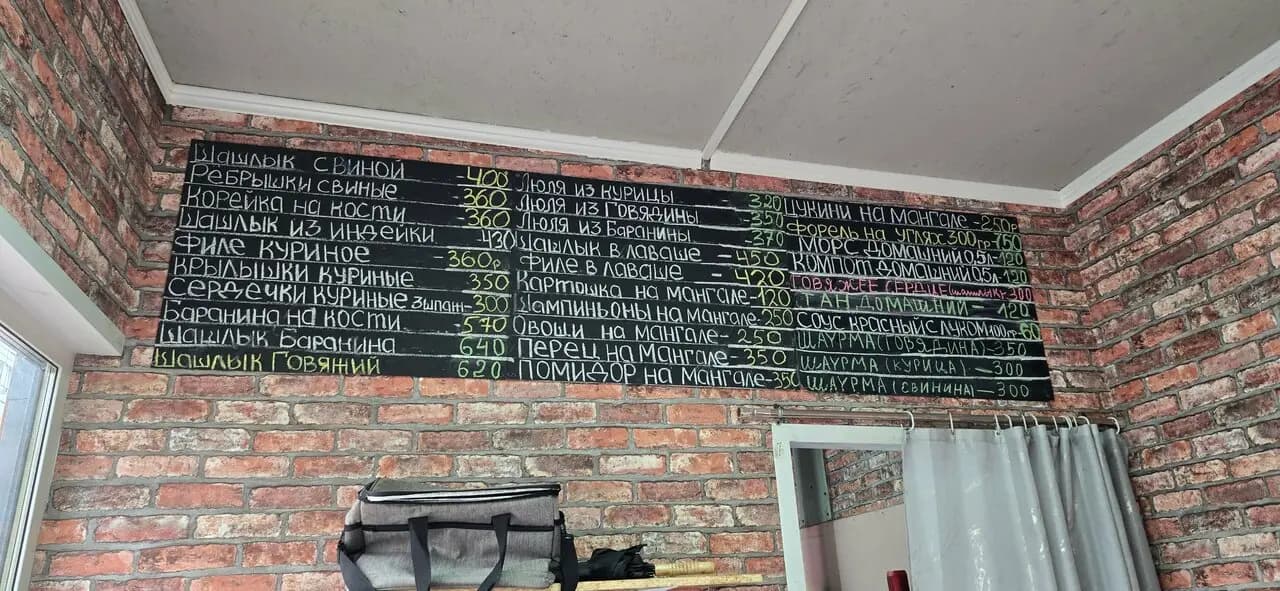 Шашлык свиной -400
Ребрышки свиные -360
Корейка на кости -360
Шашлык из индейки -430
Филе куриное -360р
Крылышки куриные 350
Сердечки куриные 3шпаж- 300
Баранина на кости -570
Шашлык Баранина 640
Шашлык Говяжий 620
Люля из курицы -320
Люля из Говядины -350
Люля из Баранины -370
Шашлык в лаваше -450
Филе в лаваше -420
Картошка на мангале-120
Шампиньоны на мангале-250
Овощи на мангале- 250
Перец на Мангале- 350
Помидор на мангале-350
Цукини на мангале -250р
Форель на углях 300гр-
Морс домашний 0,5л-120
Компот домашний 0,5л-120
Говяжее сердце (шашлык)-300
Тан домашний - 120
Соус красный с луком 100гр-60
Шаурма (говядина) - 350
Шаурма (курица) — 300
Шаурма (свинина) — 300